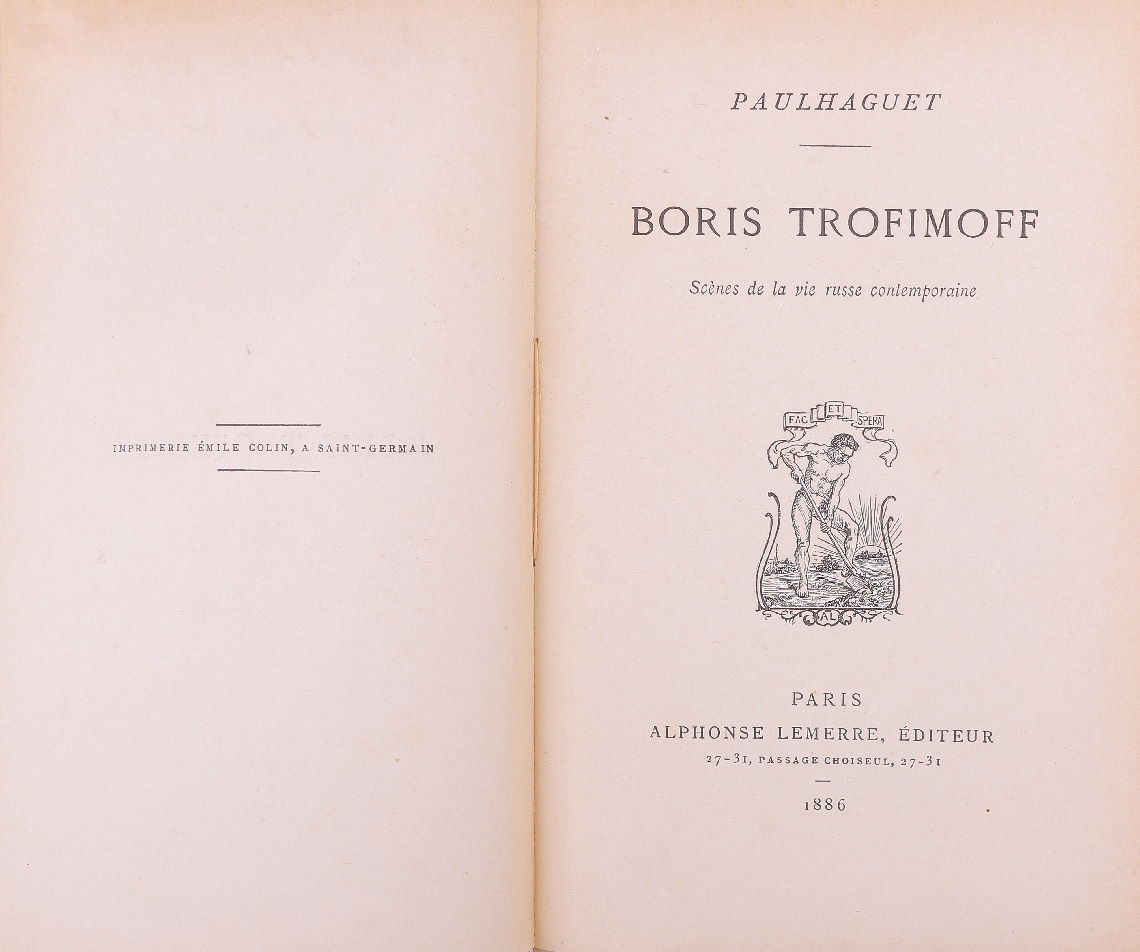 IMPRIMERIE ÉMILE COLIN, A SAINT-GERMAIN
PAULHAGUET
BORIS TROFIMOFF
Scènes de la vie russe contemporaine
FAC ET SPERA
AL
PARIS
ALPHONSE LEMERRE, ÉDITEUR
27-31, PASSAGE CHOISEUL, 27-31
1886